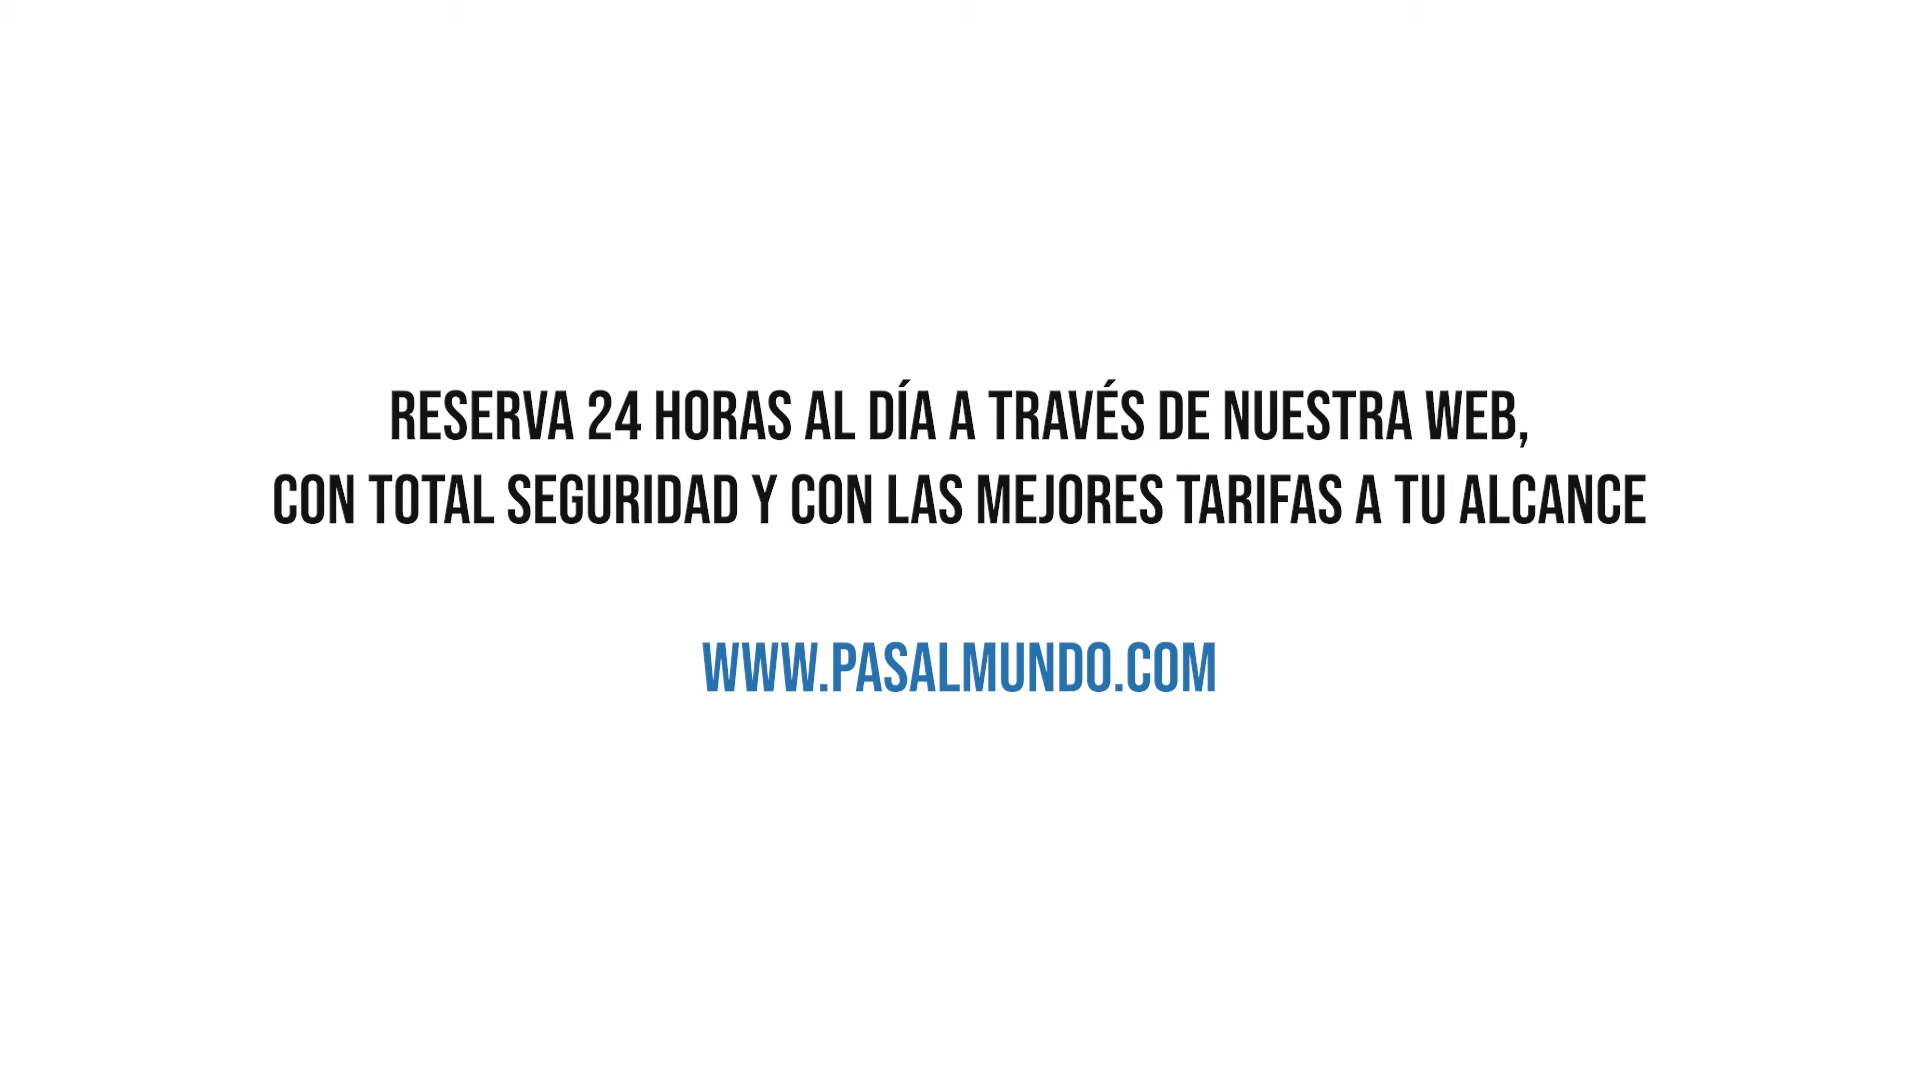 RESERVA 24 HORAS AL DÍA A TRAVÉS DE NUESTRA WEB,
CON TOTAL SEGURIDAD Y CON LAS MEJORES TARIFAS A TU ALCANCE
WWW.PASALMUNDO.COM